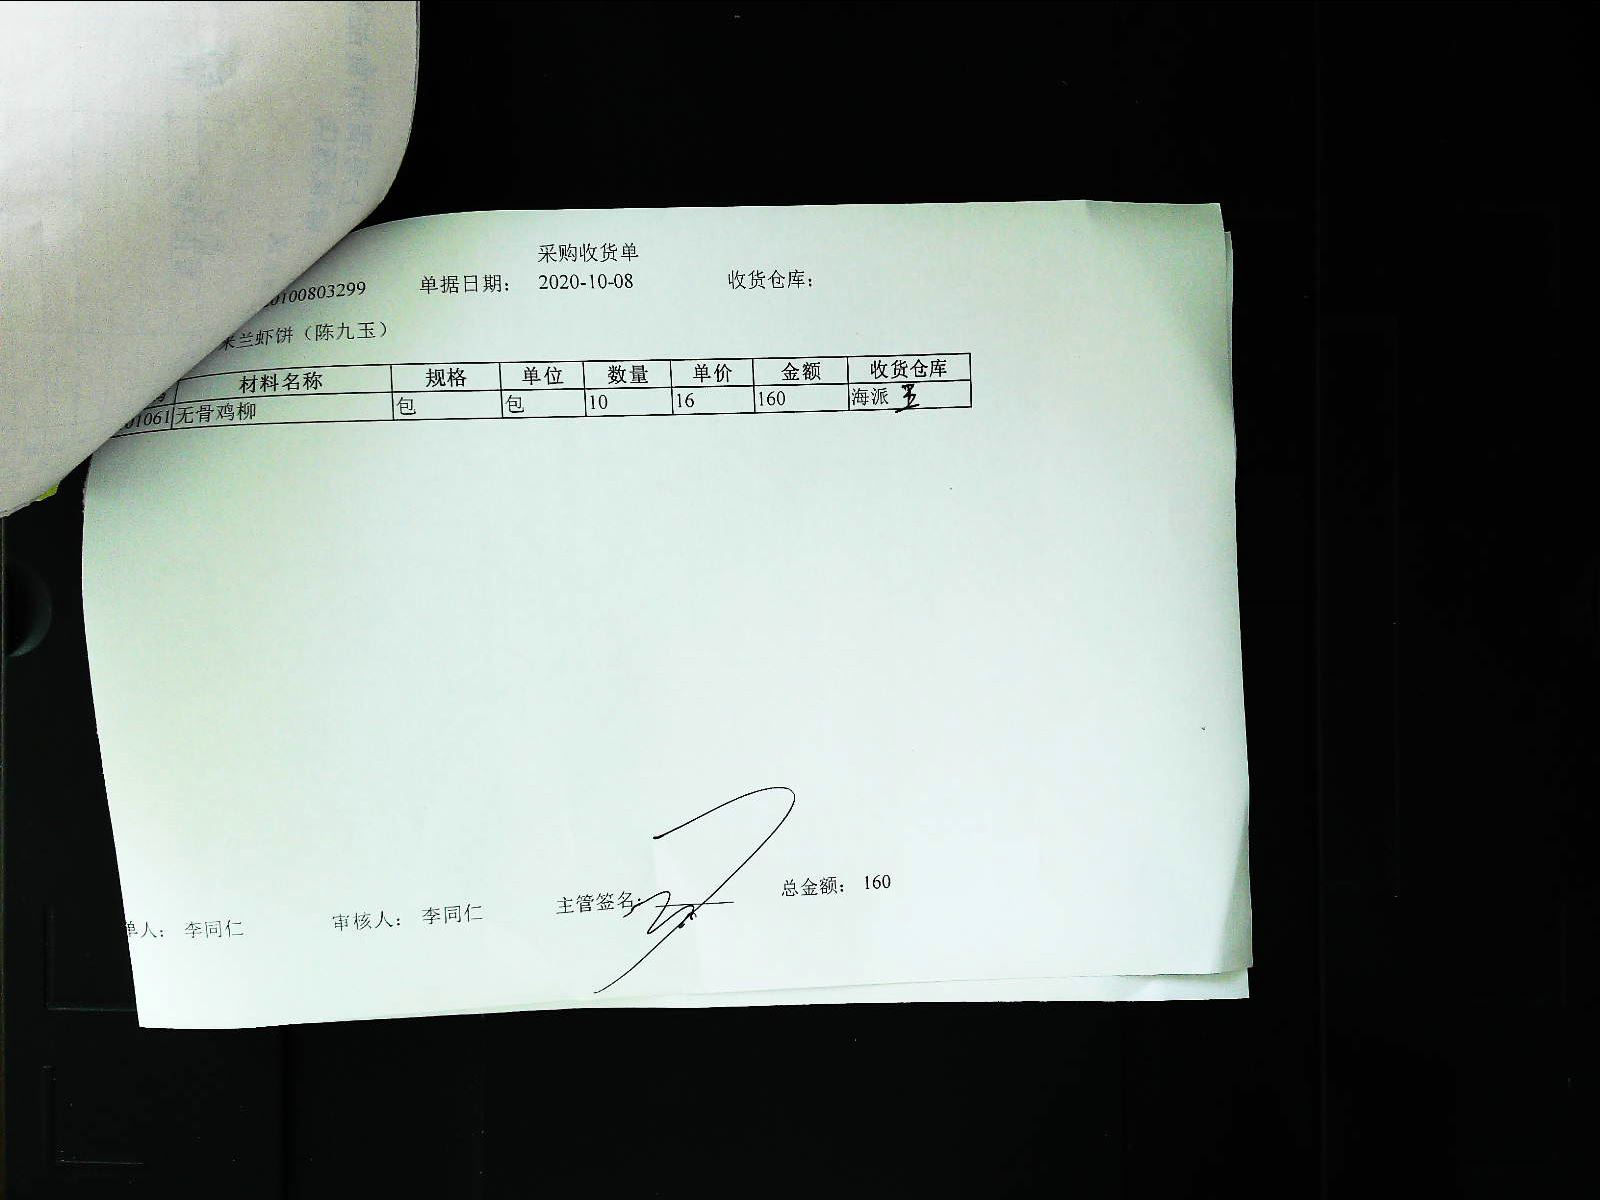 采购收货单
0100803299 单据日期： 2020-10-08 收货仓库：
米兰虾饼（陈九玉）
材料名称 规格 单位 数量 单价 金额 收货仓库
01061 无骨鸡柳 包 包 10 16 160 海派
单人： 李同仁 审核人： 李同仁 主管签名： 总金额： 160